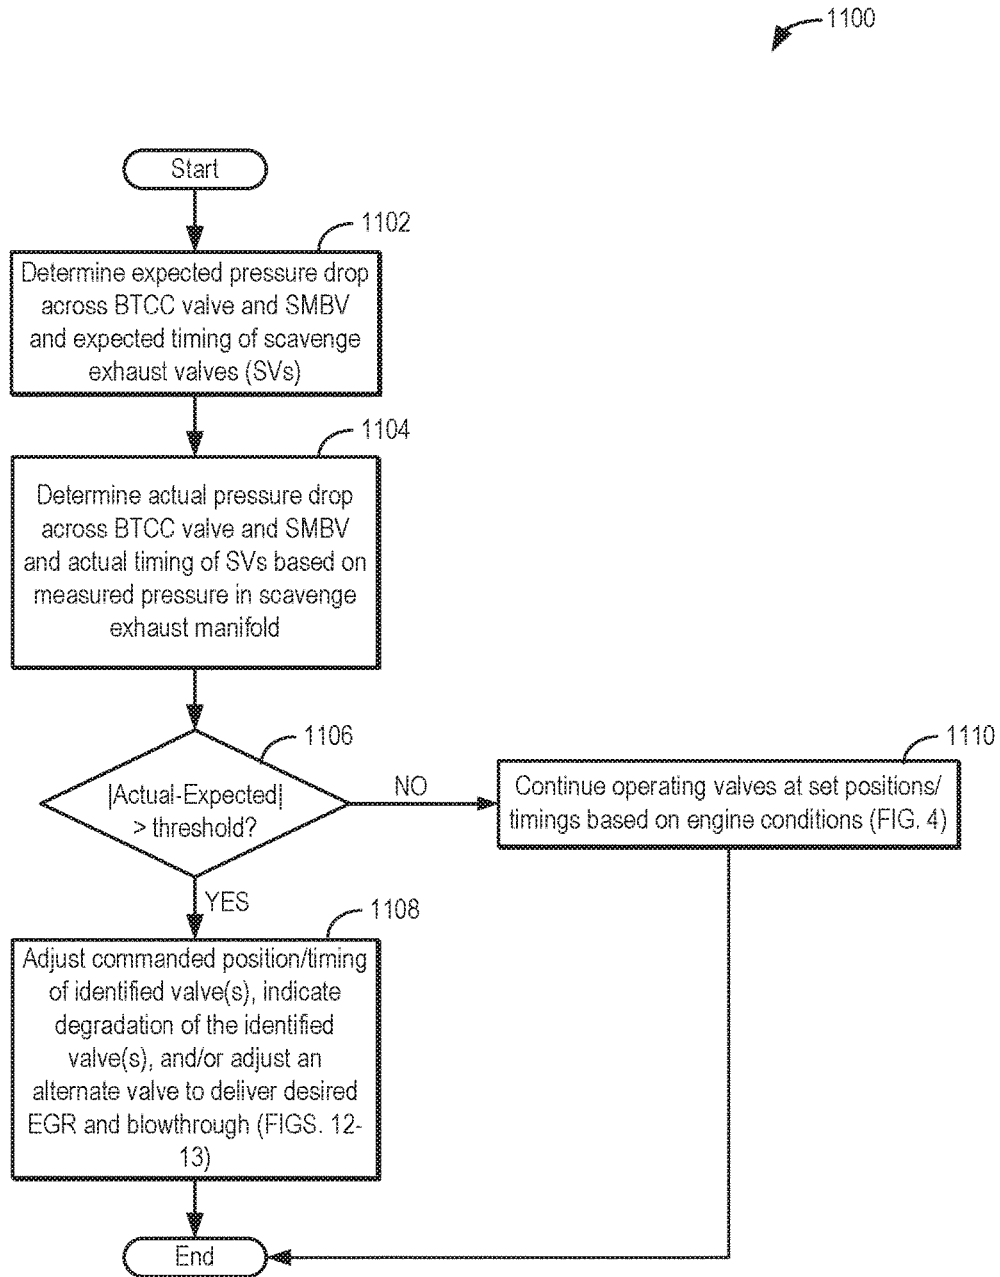 1100
Start
1102
Determine expected pressure drop
across BTCC valve and SMBV
and expected timing of scavenge
exhaust valves (SVs)
1104
Determine actual pressure drop
across BTCC valve and SMBV
and actual timing of SVs based on
measured pressure in scavenge
exhaust manifold
1106
|Actual-Expected|
> threshold?
NO
1110
Continue operating valves at set positions/
timings based on engine conditions (FIG. 4)
YES
1108
Adjust commanded position/timing
of identified valve(s), indicate
degradation of the identified
valve(s), and/or adjust an
alternate valve to deliver desired
EGR and blowthrough (FIGS. 12-
13)
End